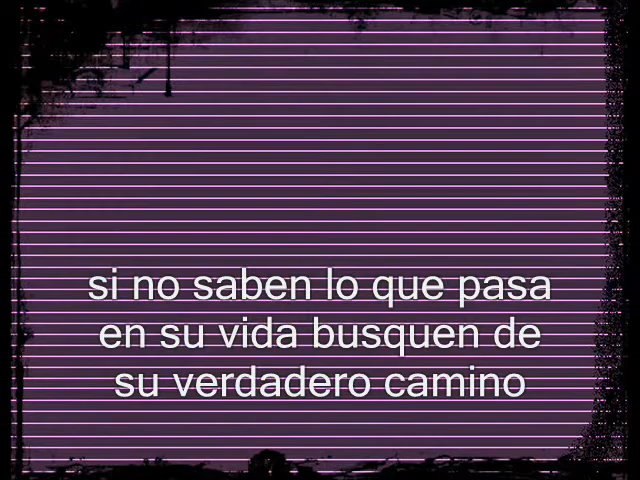 si no saben lo que pasa
en su vida busquen de
su verdadero camino